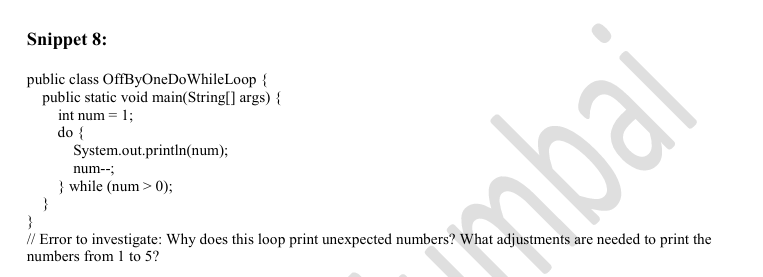 Snippet 8:
public class OffByOneDoWhileLoop {
public static void main(String[] args) {
int num = 1;
do {
System.out.println(num);
num--;
} while (num > 0);
}
}
// Error to investigate: Why does this loop print unexpected numbers? What adjustments are needed to print the
numbers from 1 to 5?
umbai